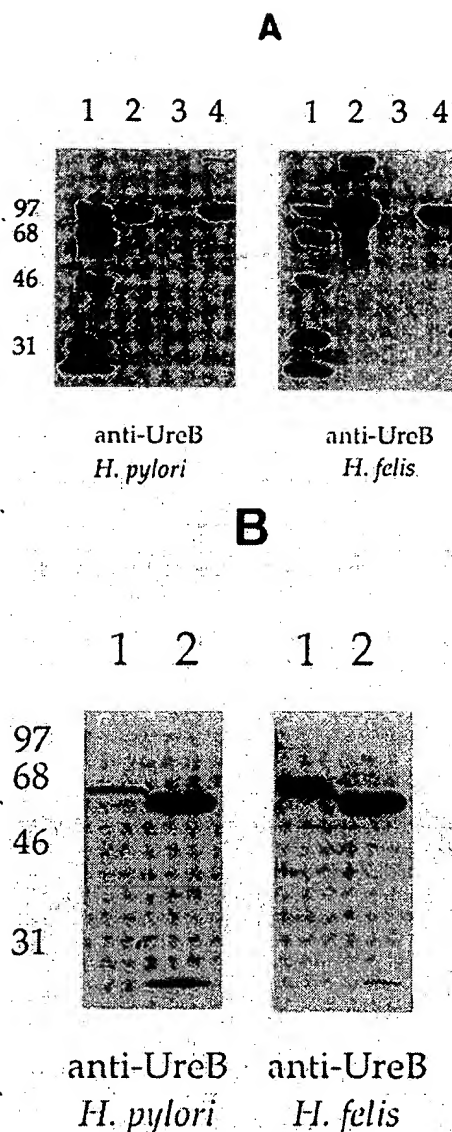 A
1 2 3 4 1 2 3 4
97
68
46
31
anti-UreB anti-UreB
H. pylori H. felis
B
1 2 1 2
97
68
46
31
anti-UreB anti-UreB
H. pylori H. felis